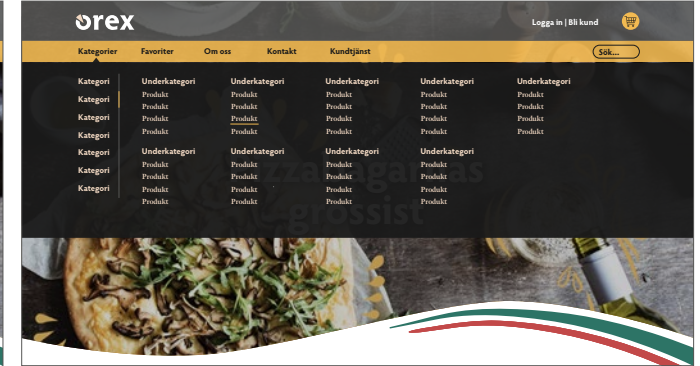 orex
Logga in | Bli kund
Kategorier Favoriter Om oss Kontakt Kundtjänst Sök...
Kategori Underkategori Underkategori Underkategori Underkategori Underkategori
Produkt Produkt Produkt Produkt Produkt
Kategori Produkt Produkt Produkt Produkt Produkt
Kategori Produkt Produkt Produkt Produkt Produkt
Kategori Produkt Produkt Produkt Produkt Produkt
Kategori Underkategori Underkategori Underkategori Underkategori
Kategori Produkt Produkt Produkt Produkt
Produkt Produkt Produkt Produkt
Kategori Produkt Produkt Produkt Produkt
Produkt Produkt Produkt Produkt
grossist